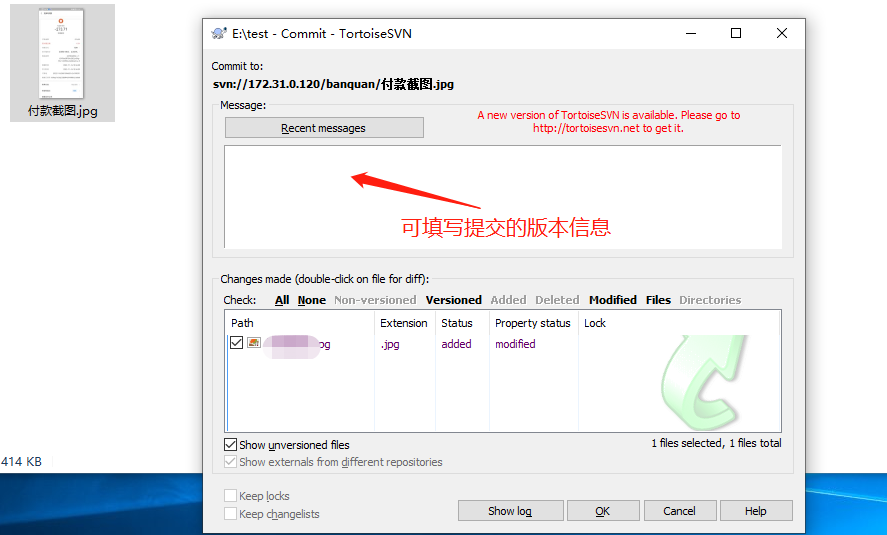 付款截图.jpg
414 KB
E:\test - Commit - TortoiseSVN
Commit to:
svn://172.31.0.120/banquan/付款截图.jpg
Message:
Recent messages
A new version of TortoiseSVN is available. Please go to
http://tortoisesvn.net to get it.
可填写提交的版本信息
Changes made (double-click on file for diff):
Check: All None Non-versioned Versioned Added Deleted Modified Files Directories
Path Extension Status Property status Lock
pg .jpg added modified
Show unversioned files
1 files selected, 1 files total
Show externals from different repositories
Keep locks
Keep changelists
Show log OK Cancel Help